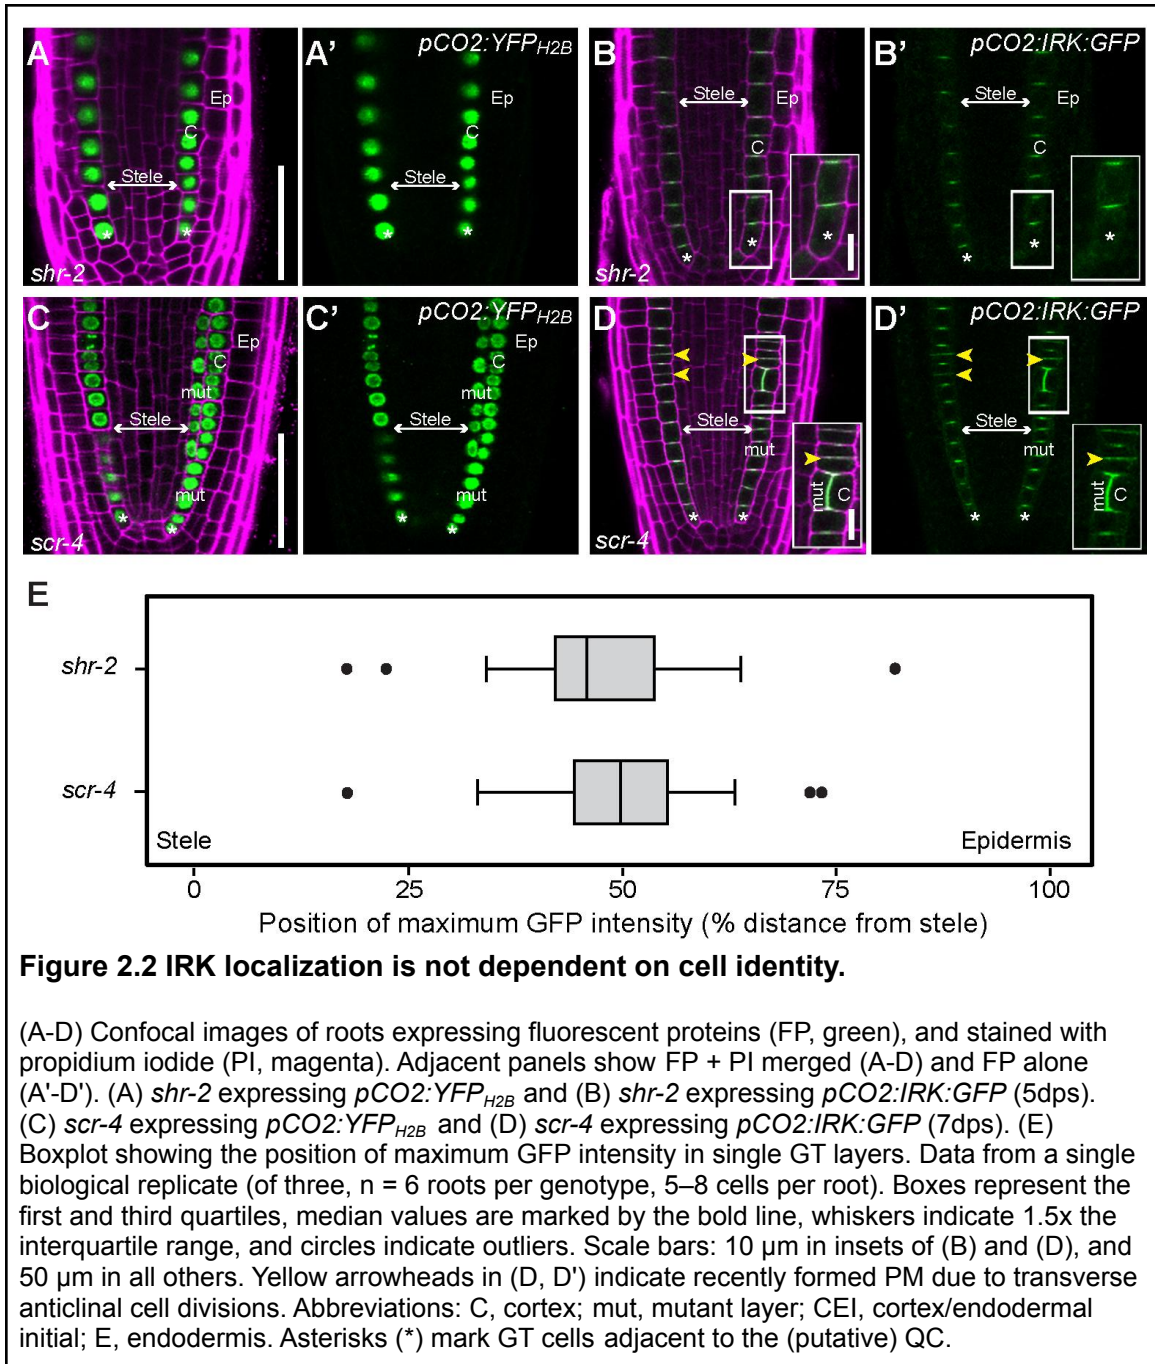 A
A'
pCO2:YFP_H2B
B
B'
pCO2:IRK:GFP
Ep
C
Stele
*
*
shr-2
Ep
C
Stele
*
*
Stele
Ep
C
*
*
*
shr-2
Stele
Ep
C
*
*
*
C
C'
pCO2:YFP_H2B
D
D'
pCO2:IRK:GFP
Ep
C
mut
Stele
mut
*
*
scr-4
Ep
C
mut
Stele
mut
*
*
Stele
mut
mut
C
*
*
scr-4
Stele
mut
mut
C
*
*
E
shr-2
scr-4
Stele
Epidermis
0
25
50
75
100
Position of maximum GFP intensity (% distance from stele)
Figure 2.2 IRK localization is not dependent on cell identity.
(A-D) Confocal images of roots expressing fluorescent proteins (FP, green), and stained with
propidium iodide (PI, magenta). Adjacent panels show FP + PI merged (A-D) and FP alone
(A'-D'). (A) shr-2 expressing pCO2:YFP_H2B and (B) shr-2 expressing pCO2:IRK:GFP (5dps).
(C) scr-4 expressing pCO2:YFP_H2B and (D) scr-4 expressing pCO2:IRK:GFP (7dps). (E)
Boxplot showing the position of maximum GFP intensity in single GT layers. Data from a single
biological replicate (of three, n = 6 roots per genotype, 5–8 cells per root). Boxes represent the
first and third quartiles, median values are marked by the bold line, whiskers indicate 1.5x the
interquartile range, and circles indicate outliers. Scale bars: 10 μm in insets of (B) and (D), and
50 μm in all others. Yellow arrowheads in (D, D') indicate recently formed PM due to transverse
anticlinal cell divisions. Abbreviations: C, cortex; mut, mutant layer; CEI, cortex/endodermal
initial; E, endodermis. Asterisks (*) mark GT cells adjacent to the (putative) QC.